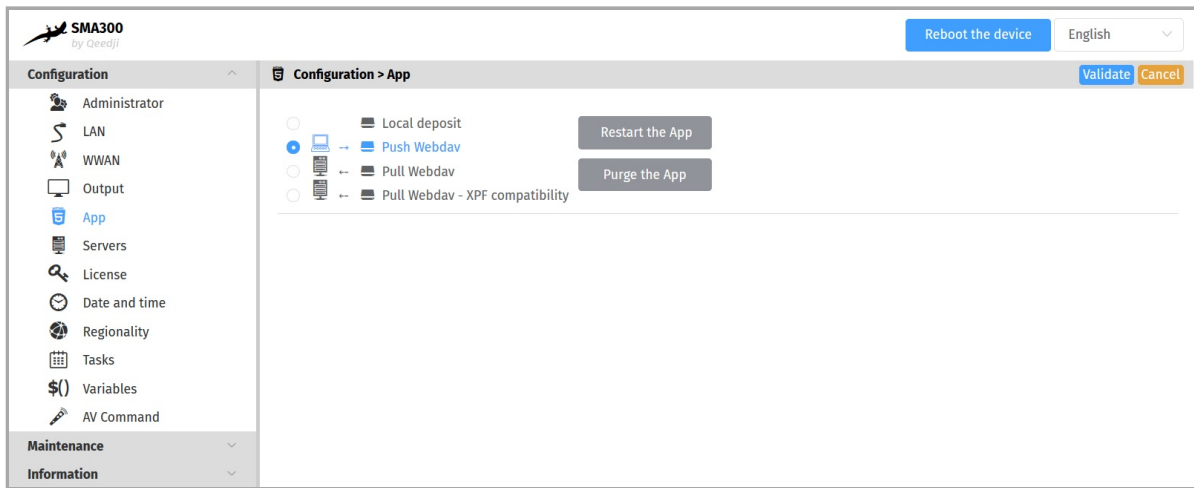 SMA300
by Qeedji
Reboot the device
English
Configuration
Configuration > App
Validate
Cancel
Administrator
LAN
WWAN
Output
App
Servers
License
Date and time
Regionality
Tasks
$() Variables
AV Command
Maintenance
Information
Local deposit
Push Webdav
Pull Webdav
Pull Webdav - XPF compatibility
Restart the App
Purge the App